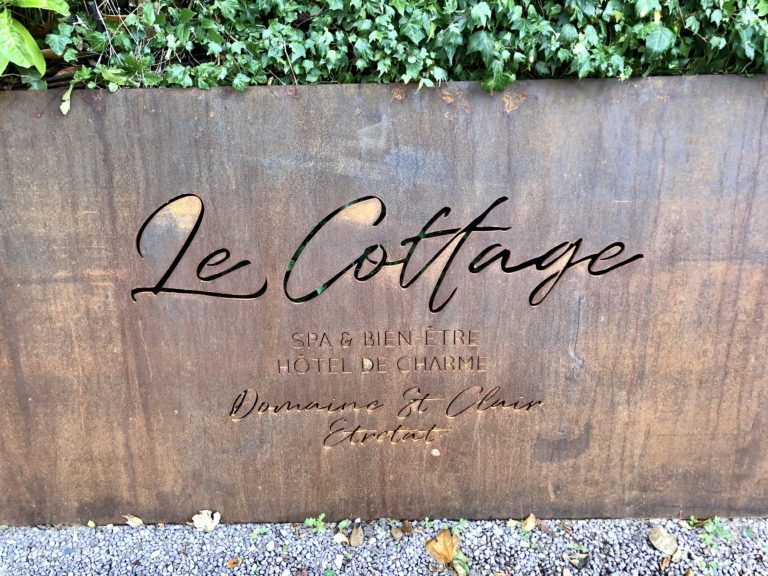 Le Cottage
SPA & BIEN-ÊTRE
HÔTEL DE CHARME
Domaine St Clair
Etretat